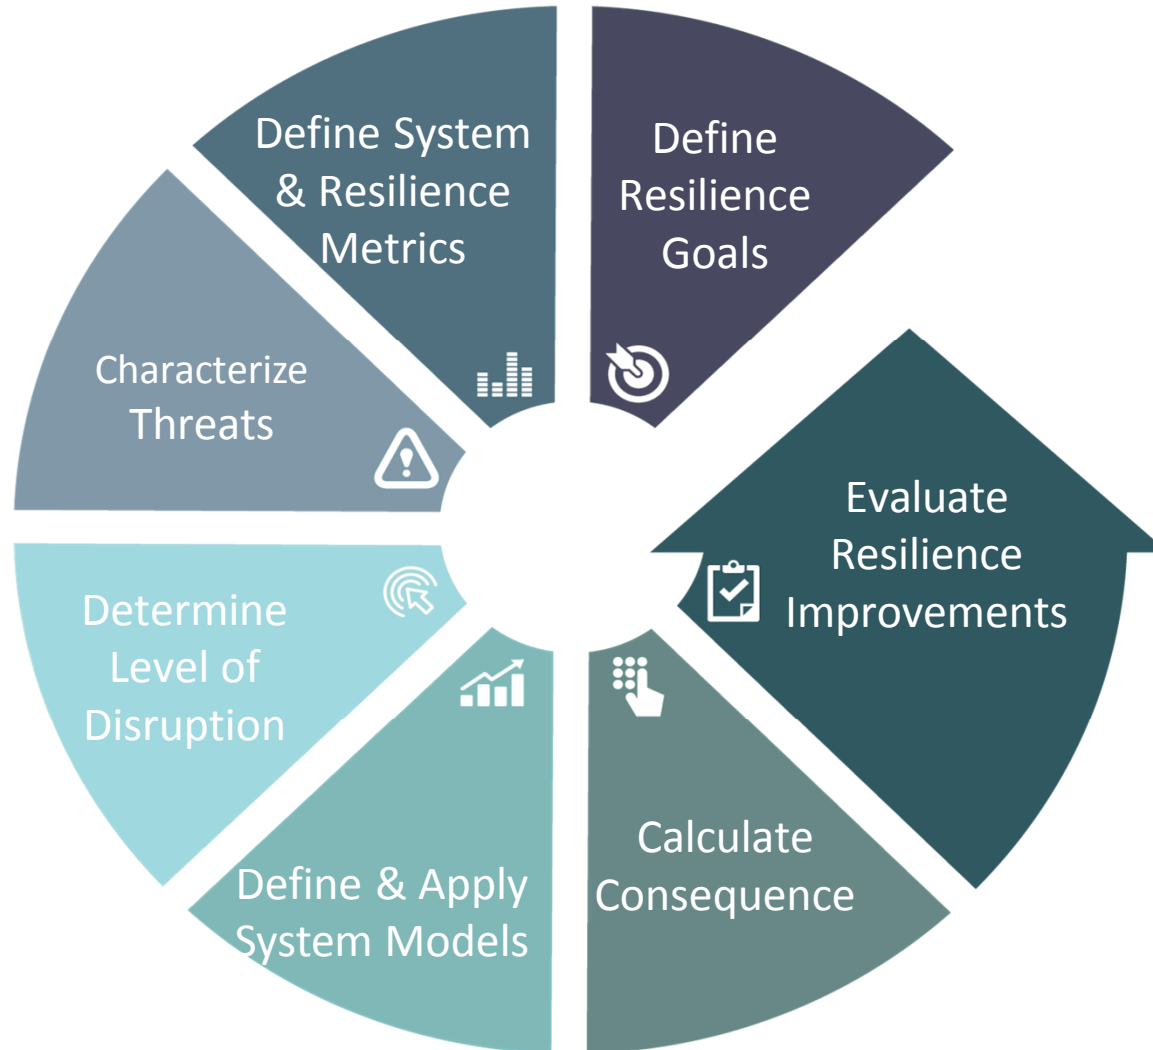 Define
Resilience
Goals
Define System
& Resilience
Metrics
Characterize
Threats
Determine
Level of
Disruption
Define & Apply
System Models
Calculate
Consequence
Evaluate
Resilience
Improvements